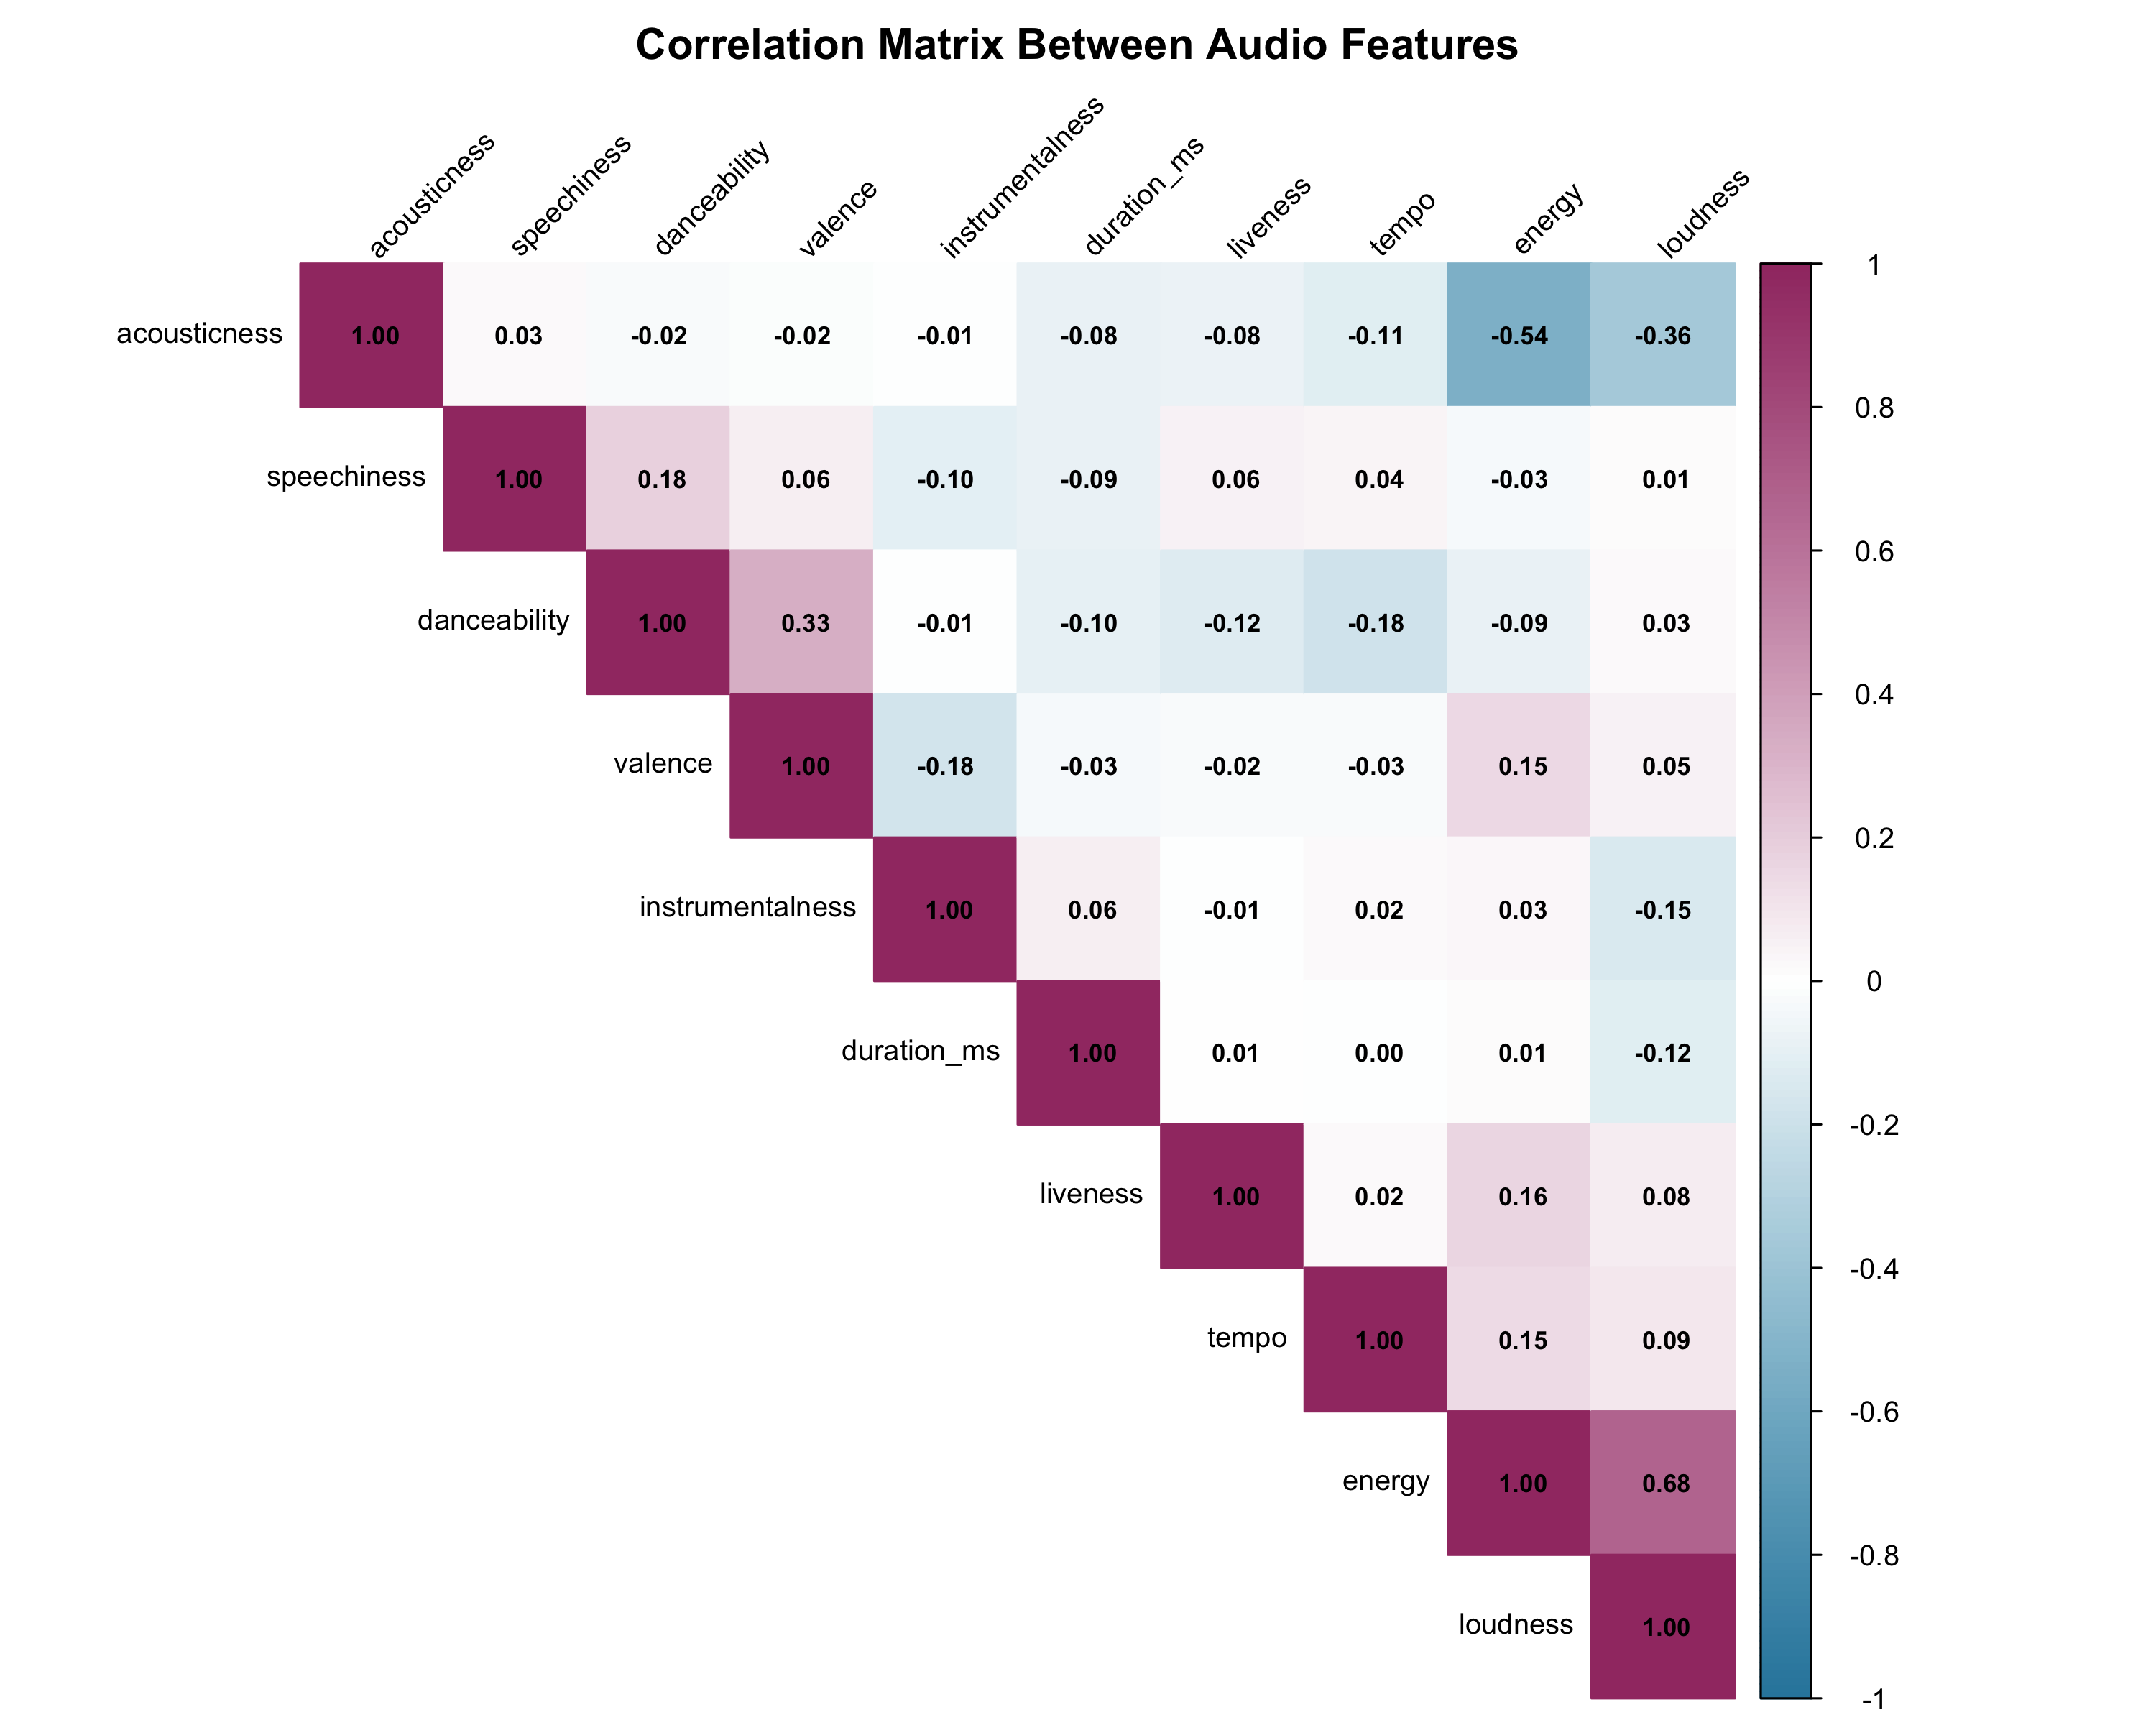 Correlation Matrix Between Audio Features
acousticness speechiness danceability valence instrumentalness duration_ms liveness tempo energy loudness
acousticness 1.00 0.03 -0.02 -0.02 -0.01 -0.08 -0.08 -0.11 -0.54 -0.36
speechiness 1.00 0.18 0.06 -0.10 -0.09 0.06 0.04 -0.03 0.01
danceability 1.00 0.33 -0.01 -0.10 -0.12 -0.18 -0.09 0.03
valence 1.00 -0.18 -0.03 -0.02 -0.03 0.15 0.05
instrumentalness 1.00 0.06 -0.01 0.02 0.03 -0.15
duration_ms 1.00 0.01 0.00 0.01 -0.12
liveness 1.00 0.02 0.16 0.08
tempo 1.00 0.15 0.09
energy 1.00 0.68
loudness 1.00
1
0.8
0.6
0.4
0.2
0
-0.2
-0.4
-0.6
-0.8
-1